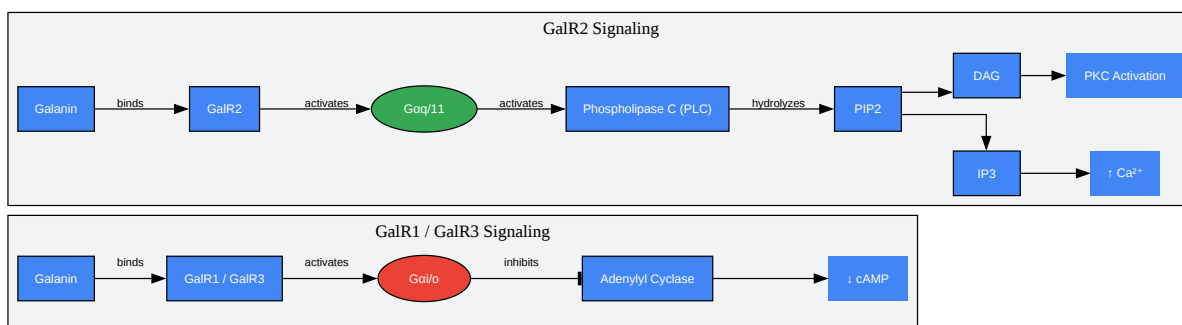 GalR2 Signaling
Galanin
binds
GalR2
activates
Gαq/11
activates
Phospholipase C (PLC)
hydrolyzes
PIP2
DAG
PKC Activation
IP3
↑ Ca²⁺
GalR1 / GalR3 Signaling
Galanin
binds
GalR1 / GalR3
activates
Gαi/o
inhibits
Adenylyl Cyclase
↓ cAMP